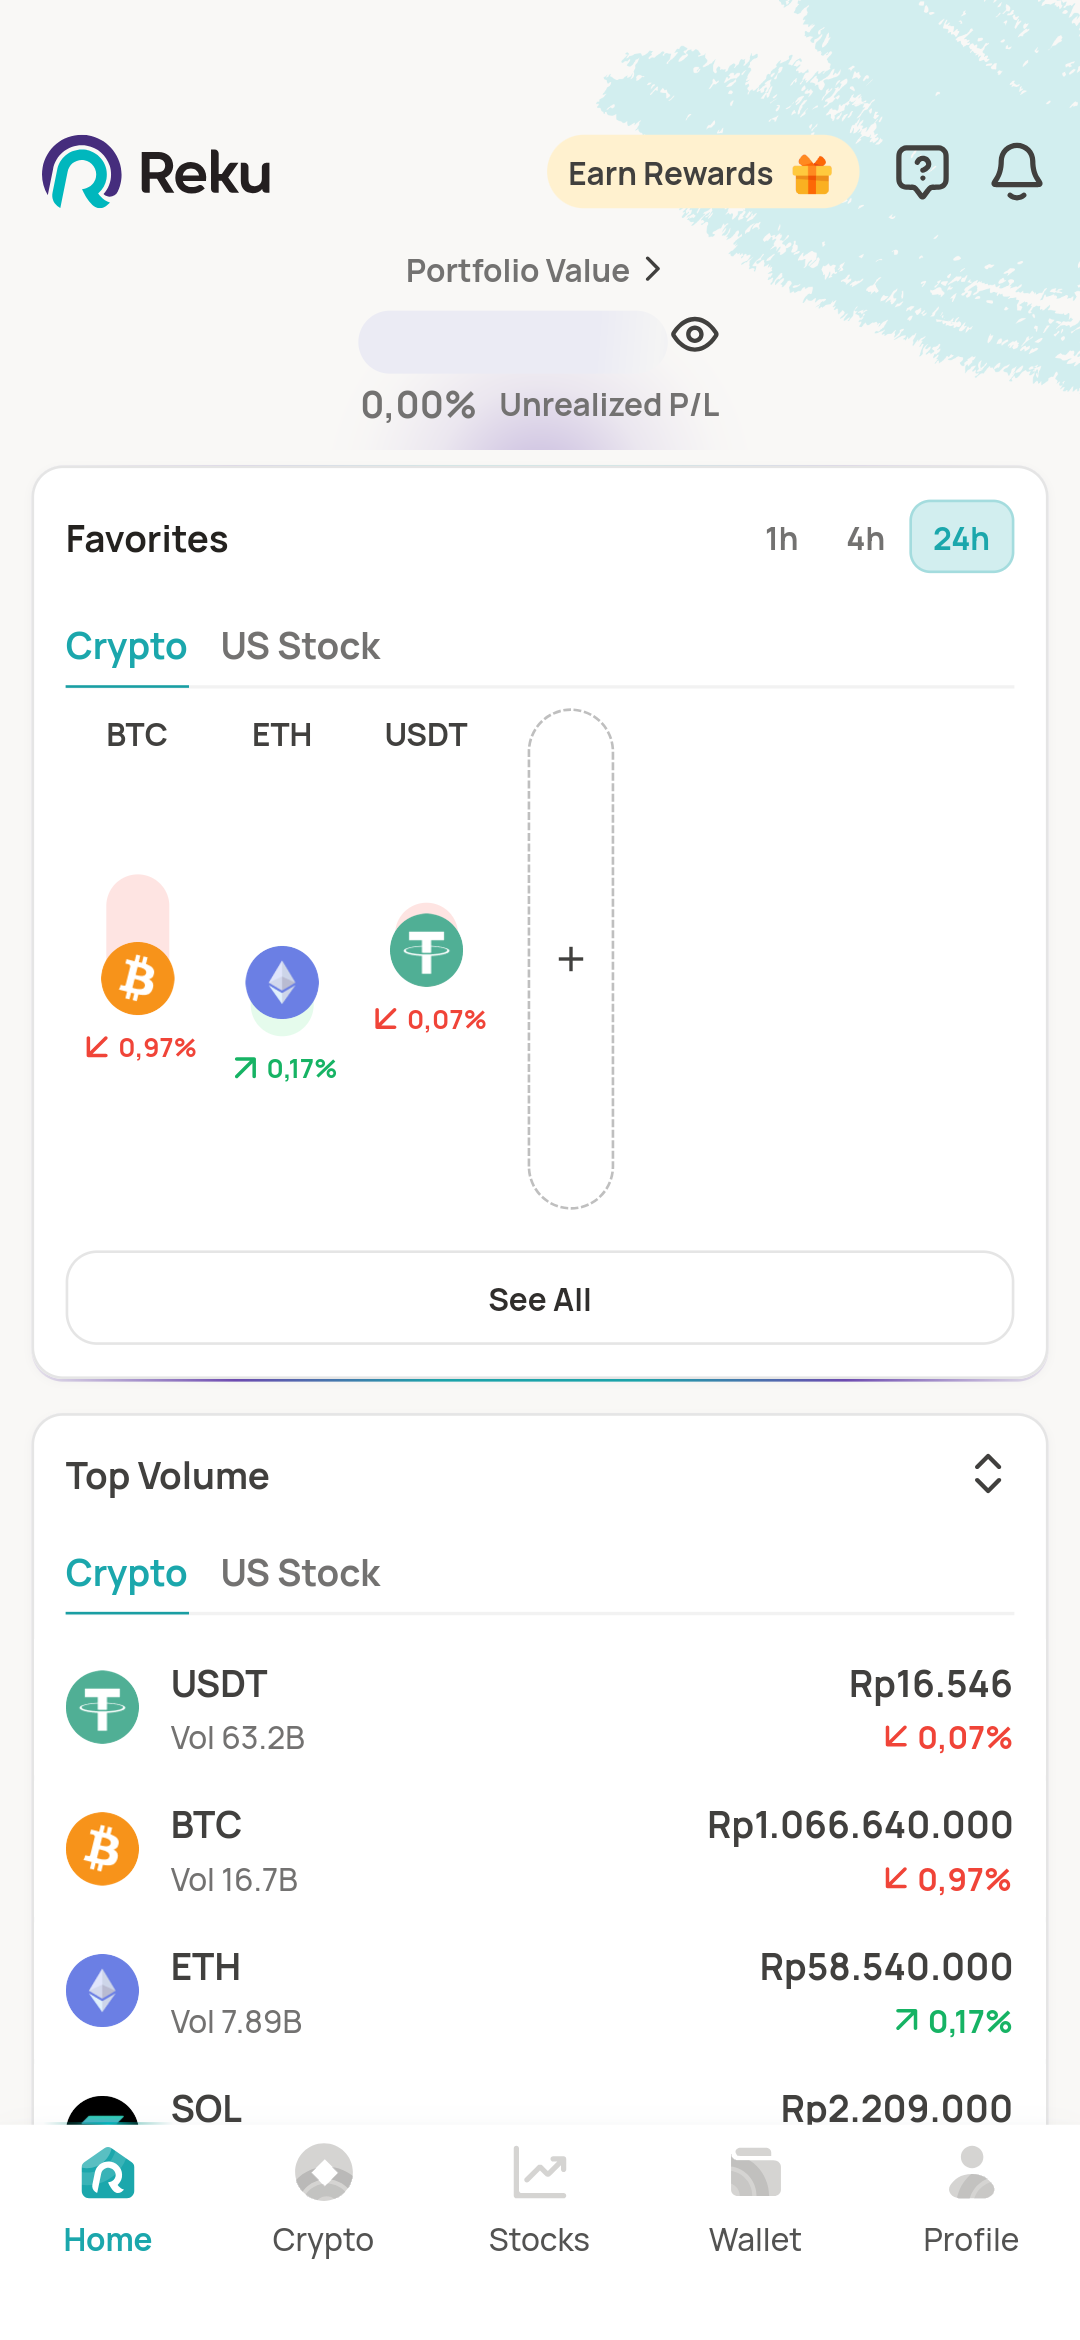 Reku
Earn Rewards
Portfolio Value
0,00% Unrealized P/L
Favorites
1h 4h 24h
Crypto US Stock
BTC ETH USDT
0,97%
0,17%
0,07%
+
See All
Top Volume
Crypto US Stock
USDT Rp16.546
Vol 63.2B 0,07%
BTC Rp1.066.640.000
Vol 16.7B 0,97%
ETH Rp58.540.000
Vol 7.89B 0,17%
SOL Rp2.209.000
Home Crypto Stocks Wallet Profile